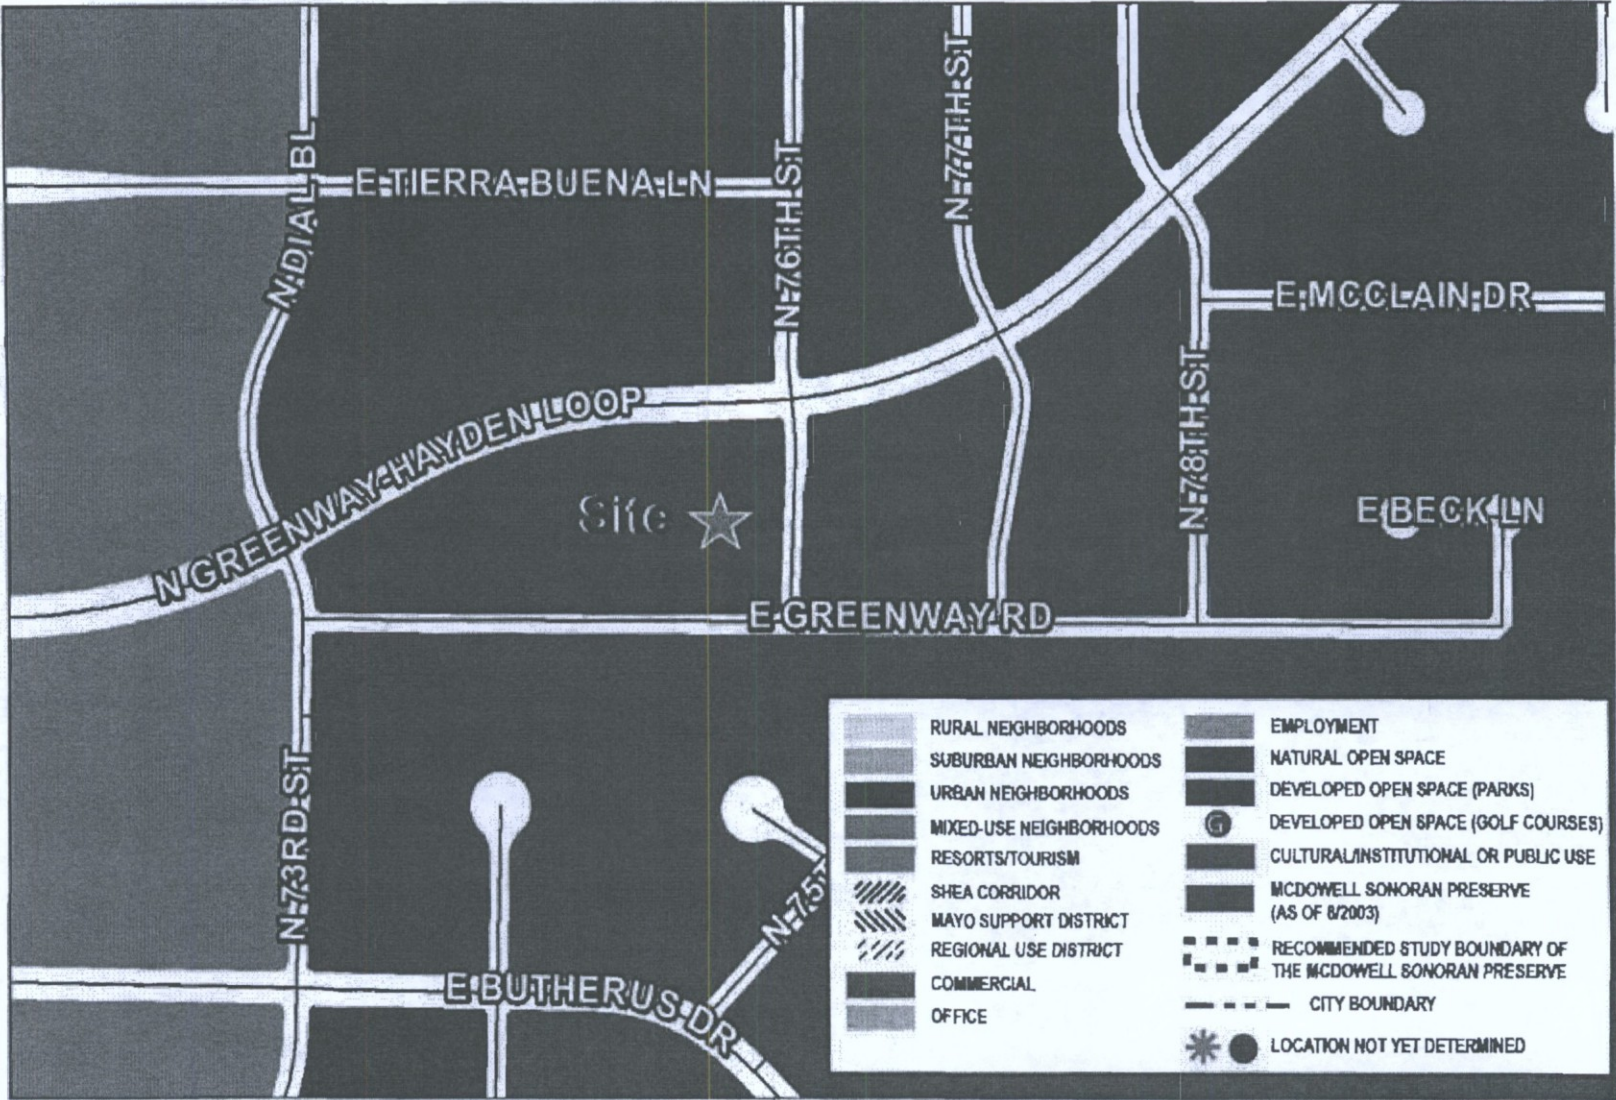 N DIAL BL
E TIERRA BUENA LN
N 76TH ST
N 77TH ST
E MCCLAIN DR
N GREENWAY-HAYDEN LOOP
N 78TH ST
Site
E BECK LN
E GREENWAY RD
N 73RD ST
N 75T
E BUTHERUS DR
RURAL NEIGHBORHOODS
SUBURBAN NEIGHBORHOODS
URBAN NEIGHBORHOODS
MIXED-USE NEIGHBORHOODS
RESORTS/TOURISM
SHEA CORRIDOR
MAYO SUPPORT DISTRICT
REGIONAL USE DISTRICT
COMMERCIAL
OFFICE
EMPLOYMENT
NATURAL OPEN SPACE
DEVELOPED OPEN SPACE (PARKS)
G DEVELOPED OPEN SPACE (GOLF COURSES)
CULTURAL/INSTITUTIONAL OR PUBLIC USE
MCDOWELL SONORAN PRESERVE
(AS OF 8/2003)
RECOMMENDED STUDY BOUNDARY OF
THE MCDOWELL SONORAN PRESERVE
CITY BOUNDARY
LOCATION NOT YET DETERMINED